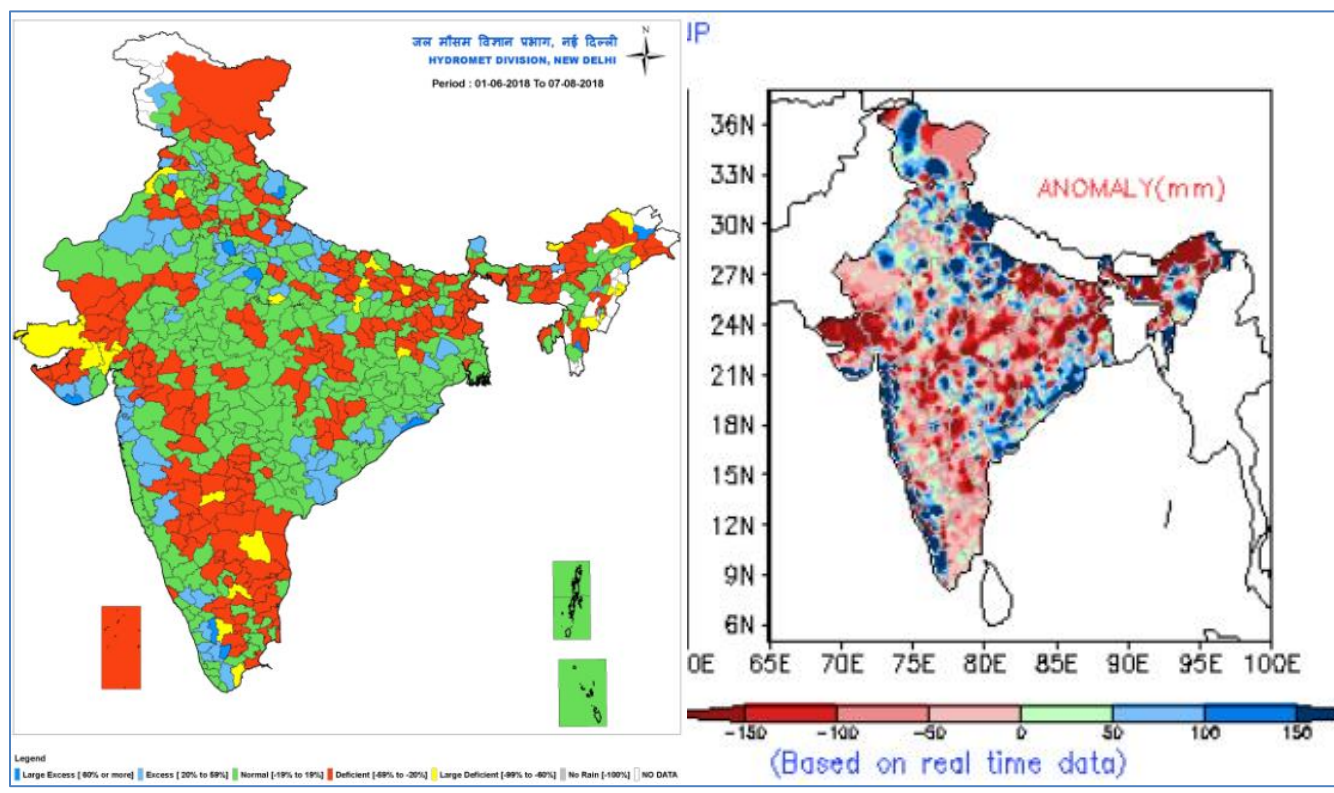 जल मौसम विज्ञान प्रभाग, नई दिल्ली
HYDROMET DIVISION, NEW DELHI
Period : 01-06-2018 To 07-08-2018
N
Legend
Large Excess [ 60% or more] Excess [ 20% to 59%] Normal [-19% to 19%] Deficient [-59% to -20%] Large Deficient [-99% to -60%] No Rain [-100%] NO DATA
ANOMALY(mm)
36N
33N
30N
27N
24N
21N
18N
15N
12N
9N
6N
0E 65E 70E 75E 80E 85E 90E 95E 100E
-150 -100 -50 0 50 100 150
(Based on real time data)